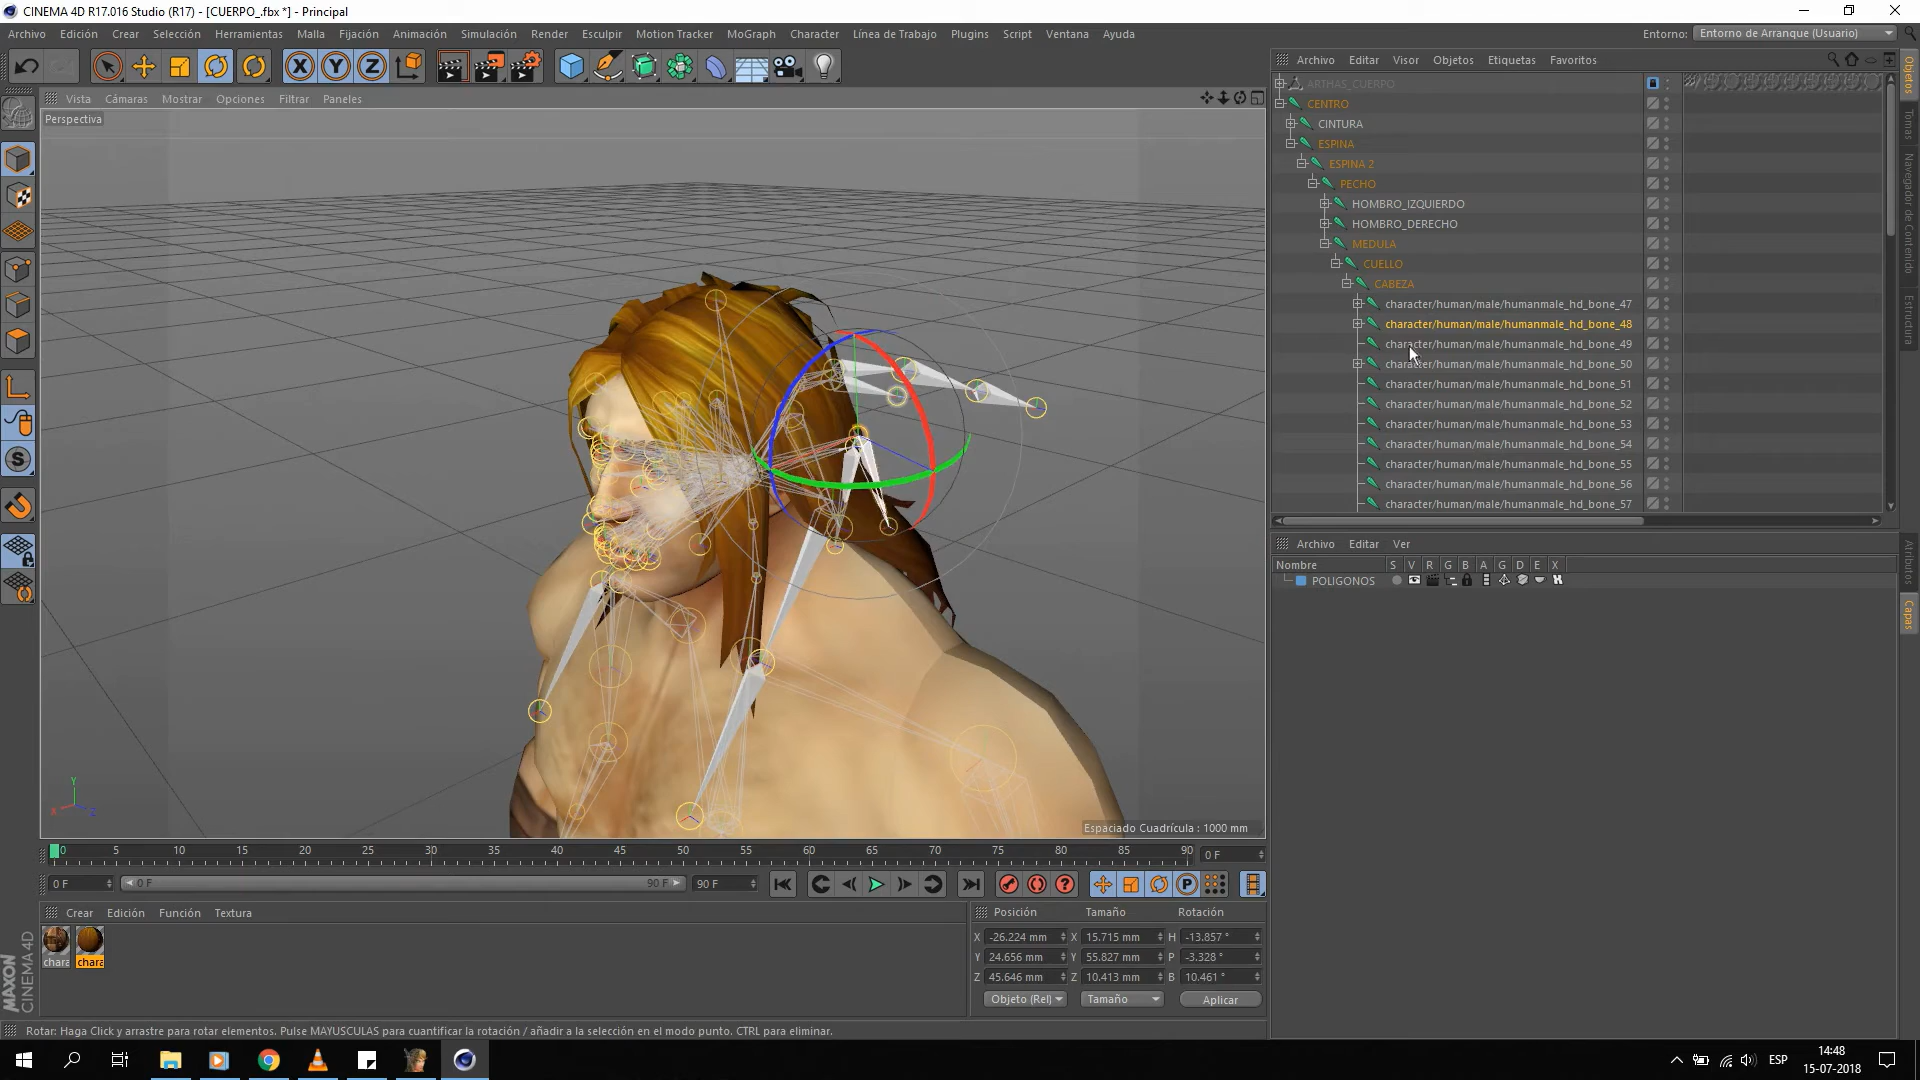 CINEMA 4D R17.016 Studio (R17) - [CUERPO_.fbx *] - Principal
Archivo Edición Crear Selección Herramientas Malla Fijación Animación Simulación Render Esculpir Motion Tracker MoGraph Character Línea de Trabajo Plugins Script Ventana Ayuda Entorno: Entorno de Arranque (Usuario)
Vista Cámaras Mostrar Opciones Filtrar Paneles
Perspectiva
Espaciado Cuadrícula : 1000 mm
Archivo Editar Visor Objetos Etiquetas Favoritos
ARTHAS_CUERPO
CENTRO
CINTURA
ESPINA
ESPINA 2
PECHO
HOMBRO_IZQUIERDO
HOMBRO_DERECHO
MEDULA
CUELLO
CABEZA
character/human/male/humanmale_hd_bone_47
character/human/male/humanmale_hd_bone_48
character/human/male/humanmale_hd_bone_49
character/human/male/humanmale_hd_bone_50
character/human/male/humanmale_hd_bone_51
character/human/male/humanmale_hd_bone_52
character/human/male/humanmale_hd_bone_53
character/human/male/humanmale_hd_bone_54
character/human/male/humanmale_hd_bone_55
character/human/male/humanmale_hd_bone_56
character/human/male/humanmale_hd_bone_57
Objetos
Tomas
Navegador de Contenido
Estructura
Archivo Editar Ver
Nombre S V R G B A G D E X
POLIGONOS
Atributos
Capas
0 5 10 15 20 25 30 35 40 45 50 55 60 65 70 75 80 85 90 0 F
0 F 0 F 90 F 90 F
Crear Edición Función Textura
chara chara
Posición Tamaño Rotación
X -26.224 mm X 15.715 mm H -13.857 °
Y 24.656 mm Y 55.827 mm P -3.328 °
Z 45.646 mm Z 10.413 mm B 10.461 °
Objeto (Rel) Tamaño Aplicar
MAXON
CINEMA 4D
Rotar: Haga Click y arrastre para rotar elementos. Pulse MAYUSCULAS para cuantificar la rotación / añadir a la selección en el modo punto. CTRL para eliminar.
ESP
14:48
15-07-2018